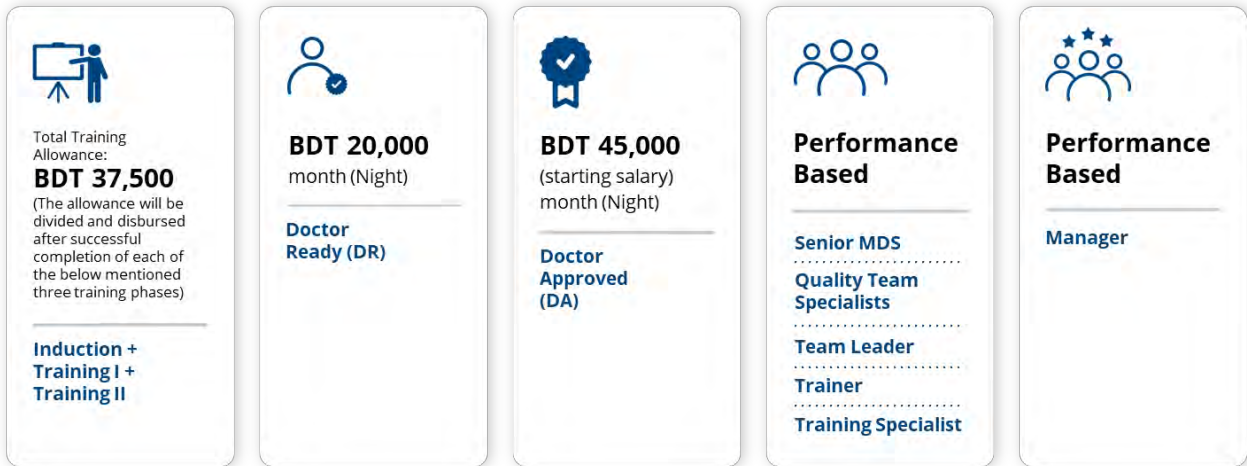 Total Training
Allowance:
BDT 37,500
(The allowance will be
divided and disbursed
after successful
completion of each of
the below mentioned
three training phases)
Induction +
Training I +
Training II
BDT 20,000
month (Night)
Doctor
Ready (DR)
BDT 45,000
(starting salary)
month (Night)
Doctor
Approved
(DA)
Performance
Based
Senior MDS
Quality Team
Specialists
Team Leader
Trainer
Training Specialist
Performance
Based
Manager